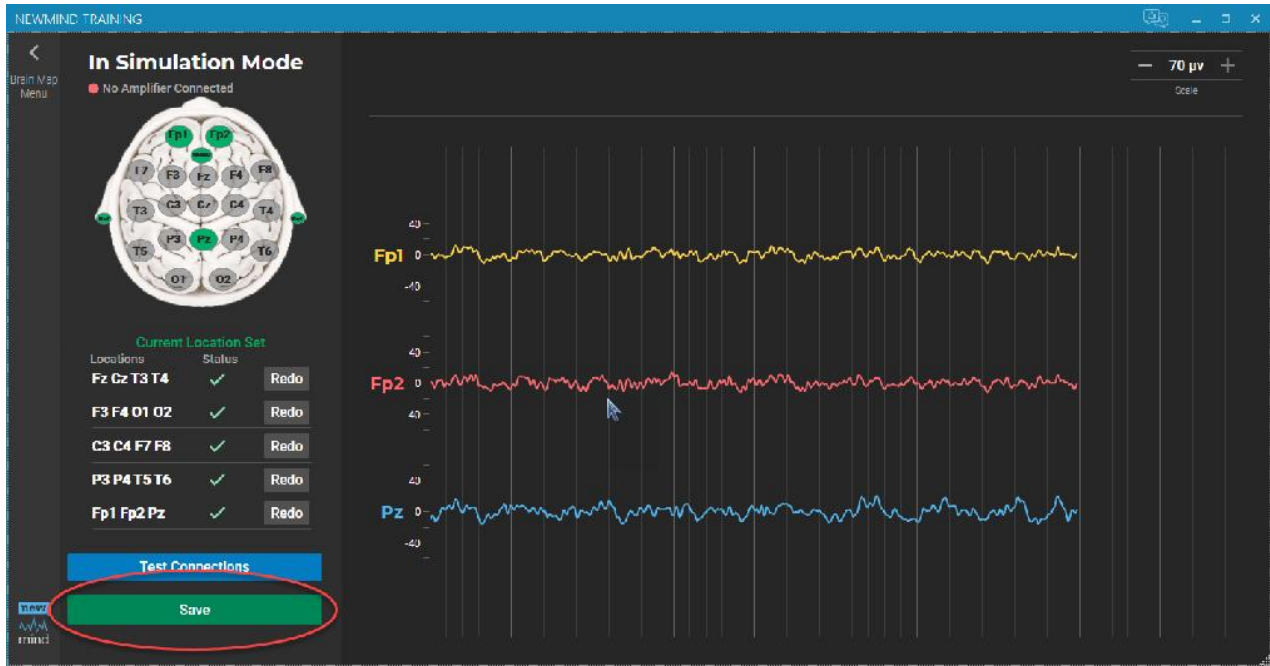 NEWMIND TRAINING
Brain Map
Menu
In Simulation Mode
No Amplifier Connected
70 µv
Scale
Fp1 Fp2
F3 Fz F4 F8
T3 C3 Cz C4 T4
T5 P3 Pz P4 T6
O1 O2
Current Location Set
Locations Status
Fz Cz T3 T4 Redo
F3 F4 O1 O2 Redo
C3 C4 F7 F8 Redo
P3 P4 T5 T6 Redo
Fp1 Fp2 Pz Redo
Test Connections
Save
new
mind
40
Fp1 0
-40
40
Fp2 0
40
40
Pz 0
-40